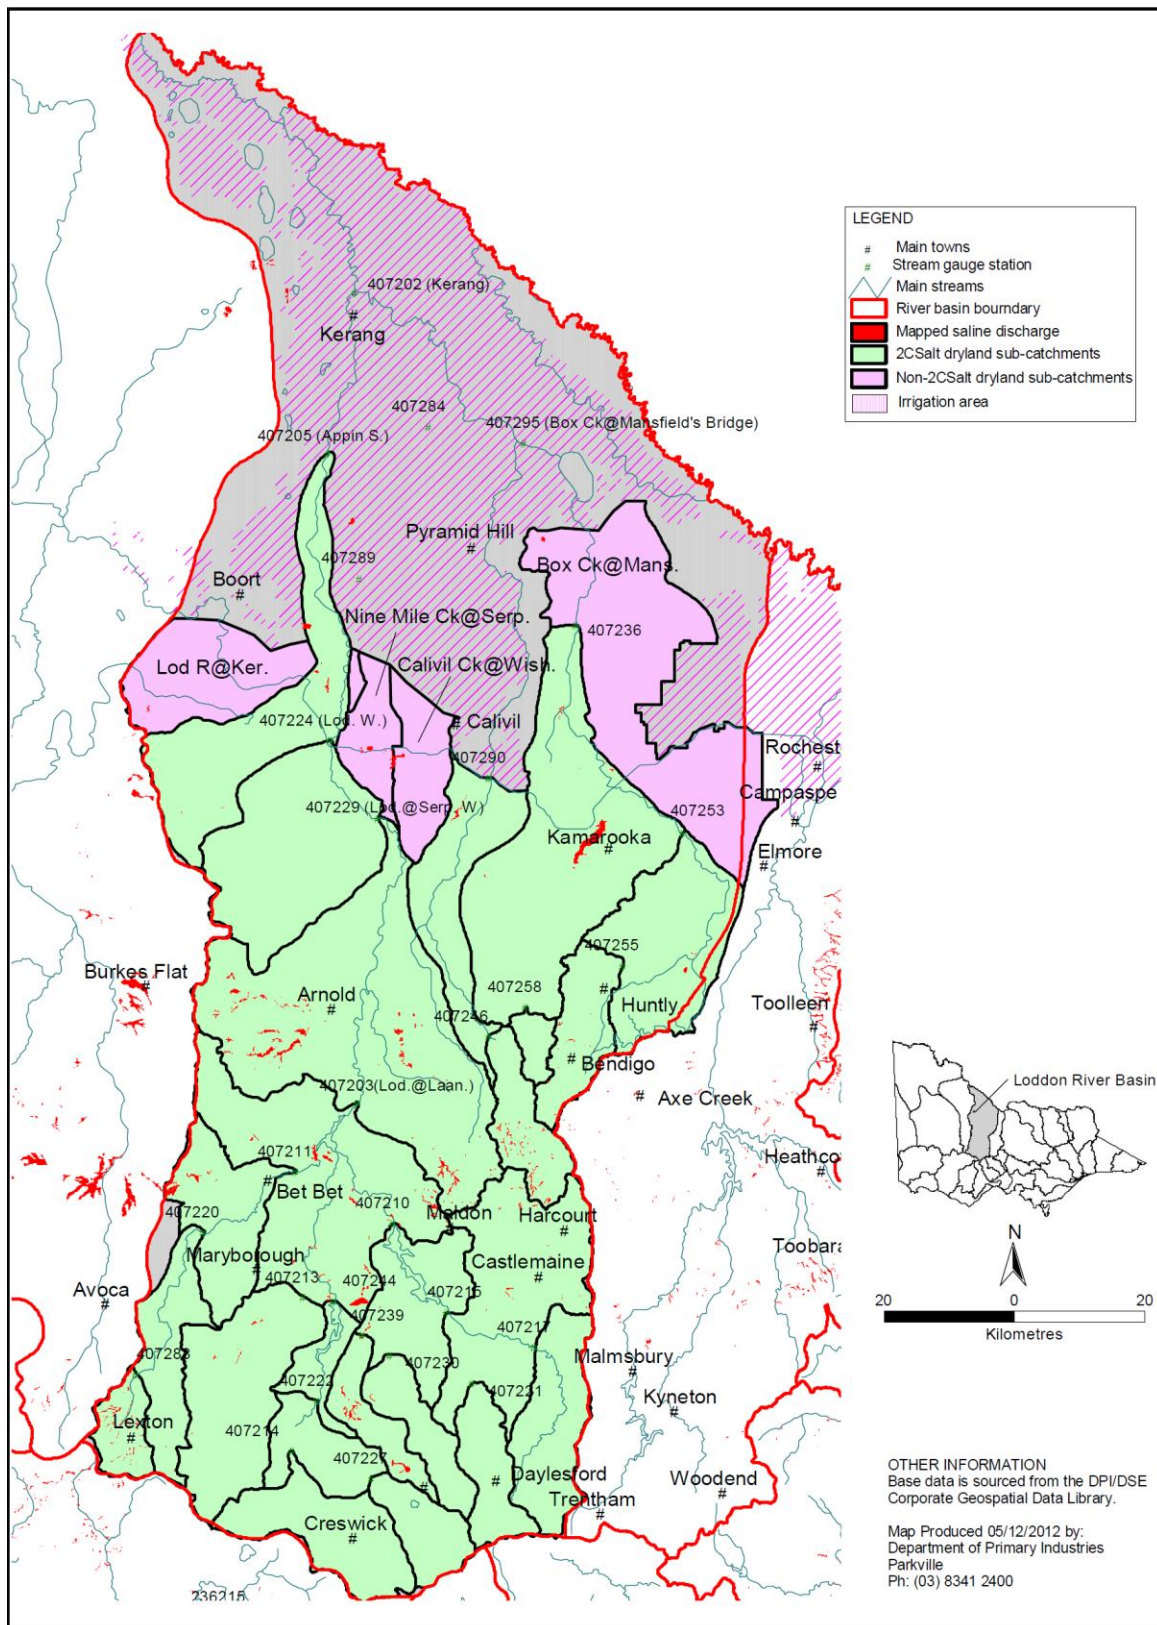 407202 (Kerang)
Kerang
407284
407295 (Box Ck@Mansfield's Bridge)
407205 (Appin S.)
Pyramid Hill
Box Ck@Mans.
407289
Boort
Nine Mile Ck@Serp.
407236
Lod R@Ker.
Calivil Ck@Wish.
407224 (Lod. W.)
Calivil
407290
Rochest
Campaspe
407229 (Lod.@Serp. W.)
407253
Kamarooka
Elmore
407255
Burkes Flat
Arnold
407258
Huntly
Toolleen
407246
Bendigo
407203(Lod.@Laan.)
Axe Creek
407211
Heathco
Bet Bet
407210
407220
Maldon
Harcourt
Maryborough
Castlemaine
Toobara
407213
407244
407215
Avoca
407239
407217
407283
407230
Malmsbury
407222
407221
Kyneton
Lexton
407214
407227
Daylesford
Woodend
Trentham
Creswick
236215
LEGEND
# Main towns
# Stream gauge station
Main streams
River basin bourndary
Mapped saline discharge
2CSalt dryland sub-catchments
Non-2CSalt dryland sub-catchments
Irrigation area
Loddon River Basin
N
20 0 20
Kilometres
OTHER INFORMATION
Base data is sourced from the DPI/DSE
Corporate Geospatial Data Library.
Map Produced 05/12/2012 by:
Department of Primary Industries
Parkville
Ph: (03) 8341 2400